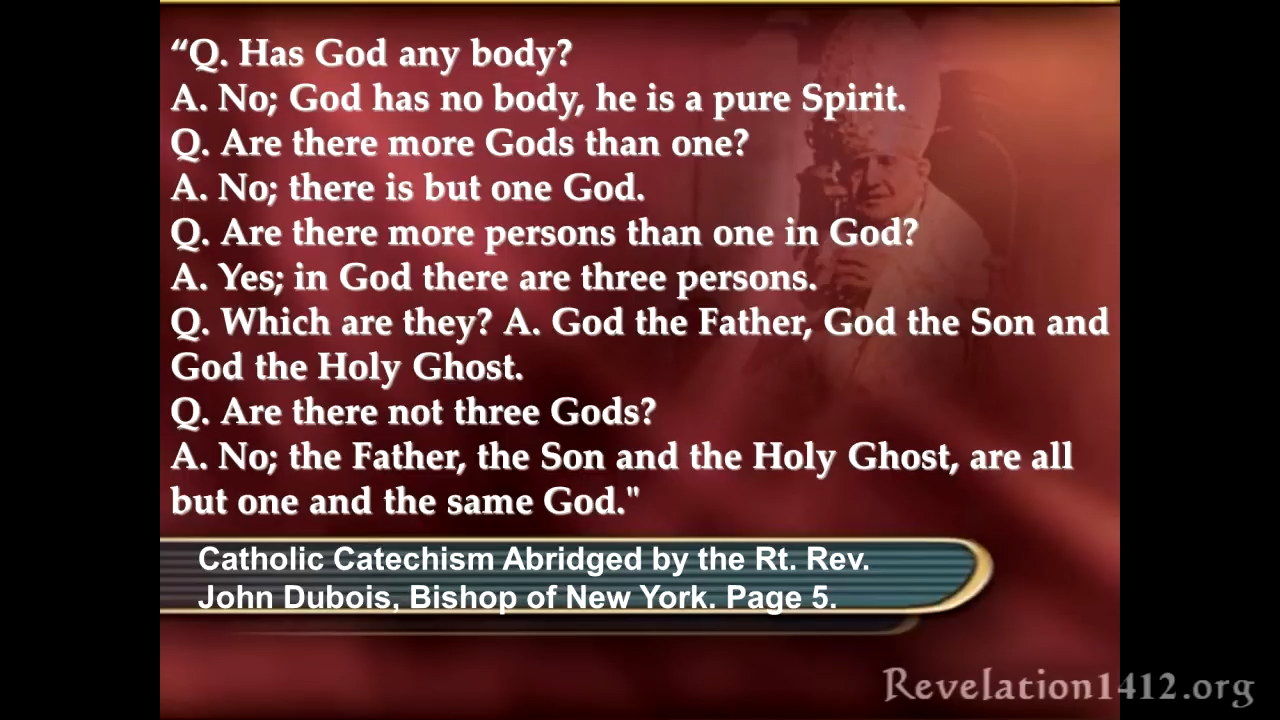 “Q. Has God any body?
A. No; God has no body, he is a pure Spirit.
Q. Are there more Gods than one?
A. No; there is but one God.
Q. Are there more persons than one in God?
A. Yes; in God there are three persons.
Q. Which are they? A. God the Father, God the Son and
God the Holy Ghost.
Q. Are there not three Gods?
A. No; the Father, the Son and the Holy Ghost, are all
but one and the same God."
Catholic Catechism Abridged by the Rt. Rev.
John Dubois, Bishop of New York. Page 5.
Revelation1412.org